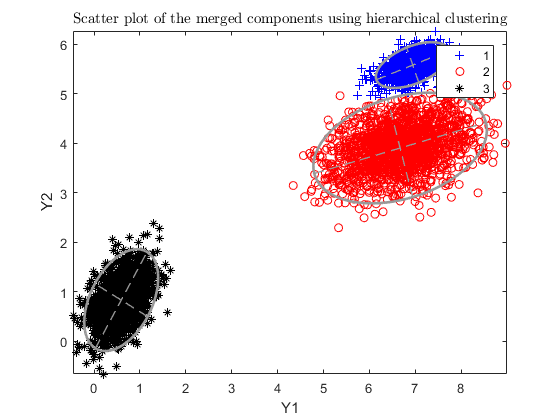 Scatter plot of the merged components using hierarchical clustering
6
5
4
3
2
1
0
Y2
1
2
3
0 1 2 3 4 5 6 7 8
Y1